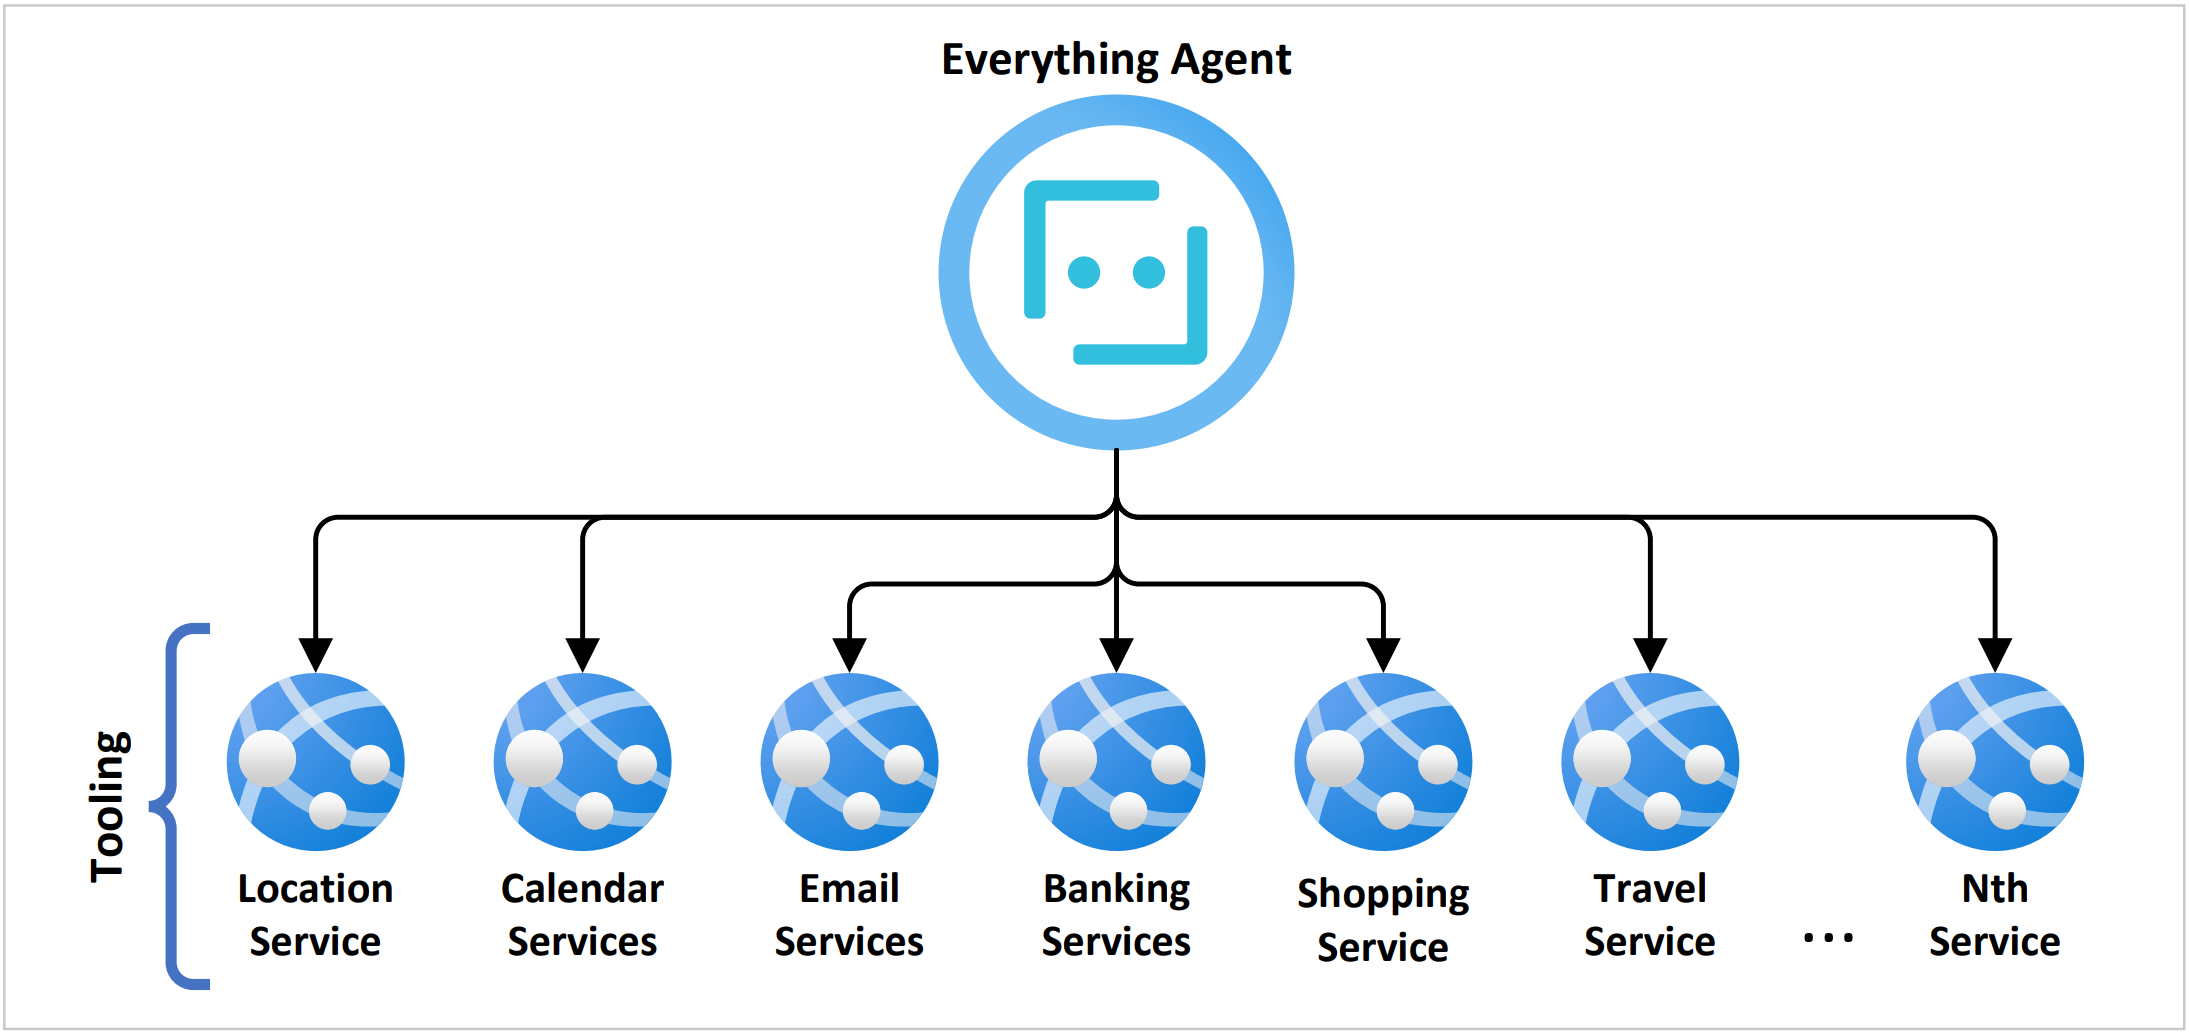 Everything Agent
Tooling
Location
Service
Calendar
Services
Email
Services
Banking
Services
Shopping
Service
Travel
Service
...
Nth
Service